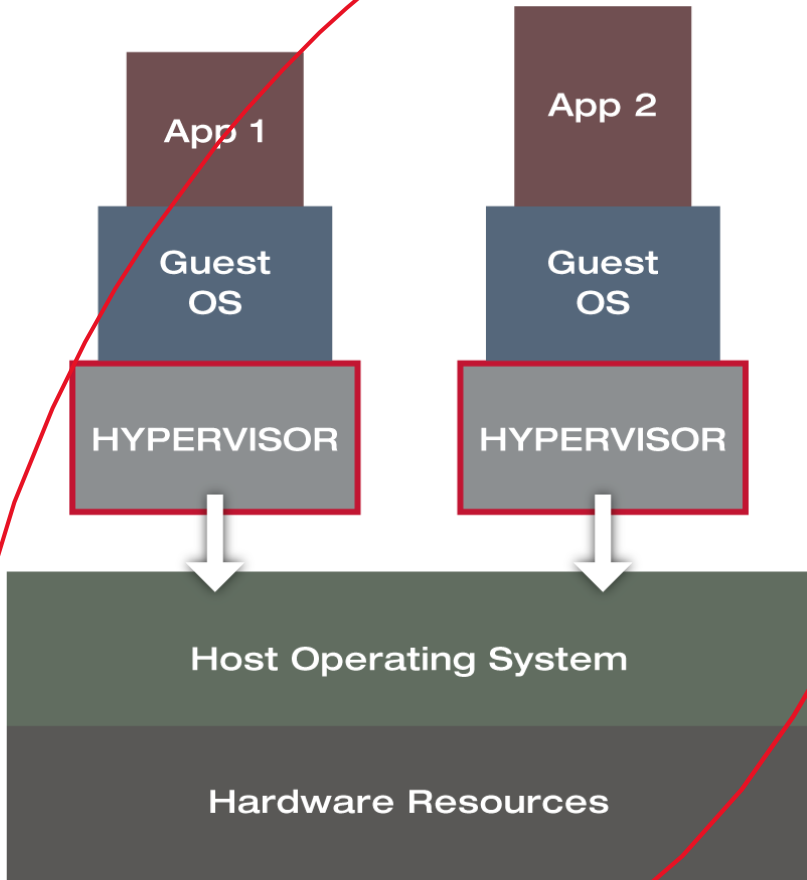 App 1
App 2
Guest
OS
Guest
OS
HYPERVISOR
HYPERVISOR
Host Operating System
Hardware Resources